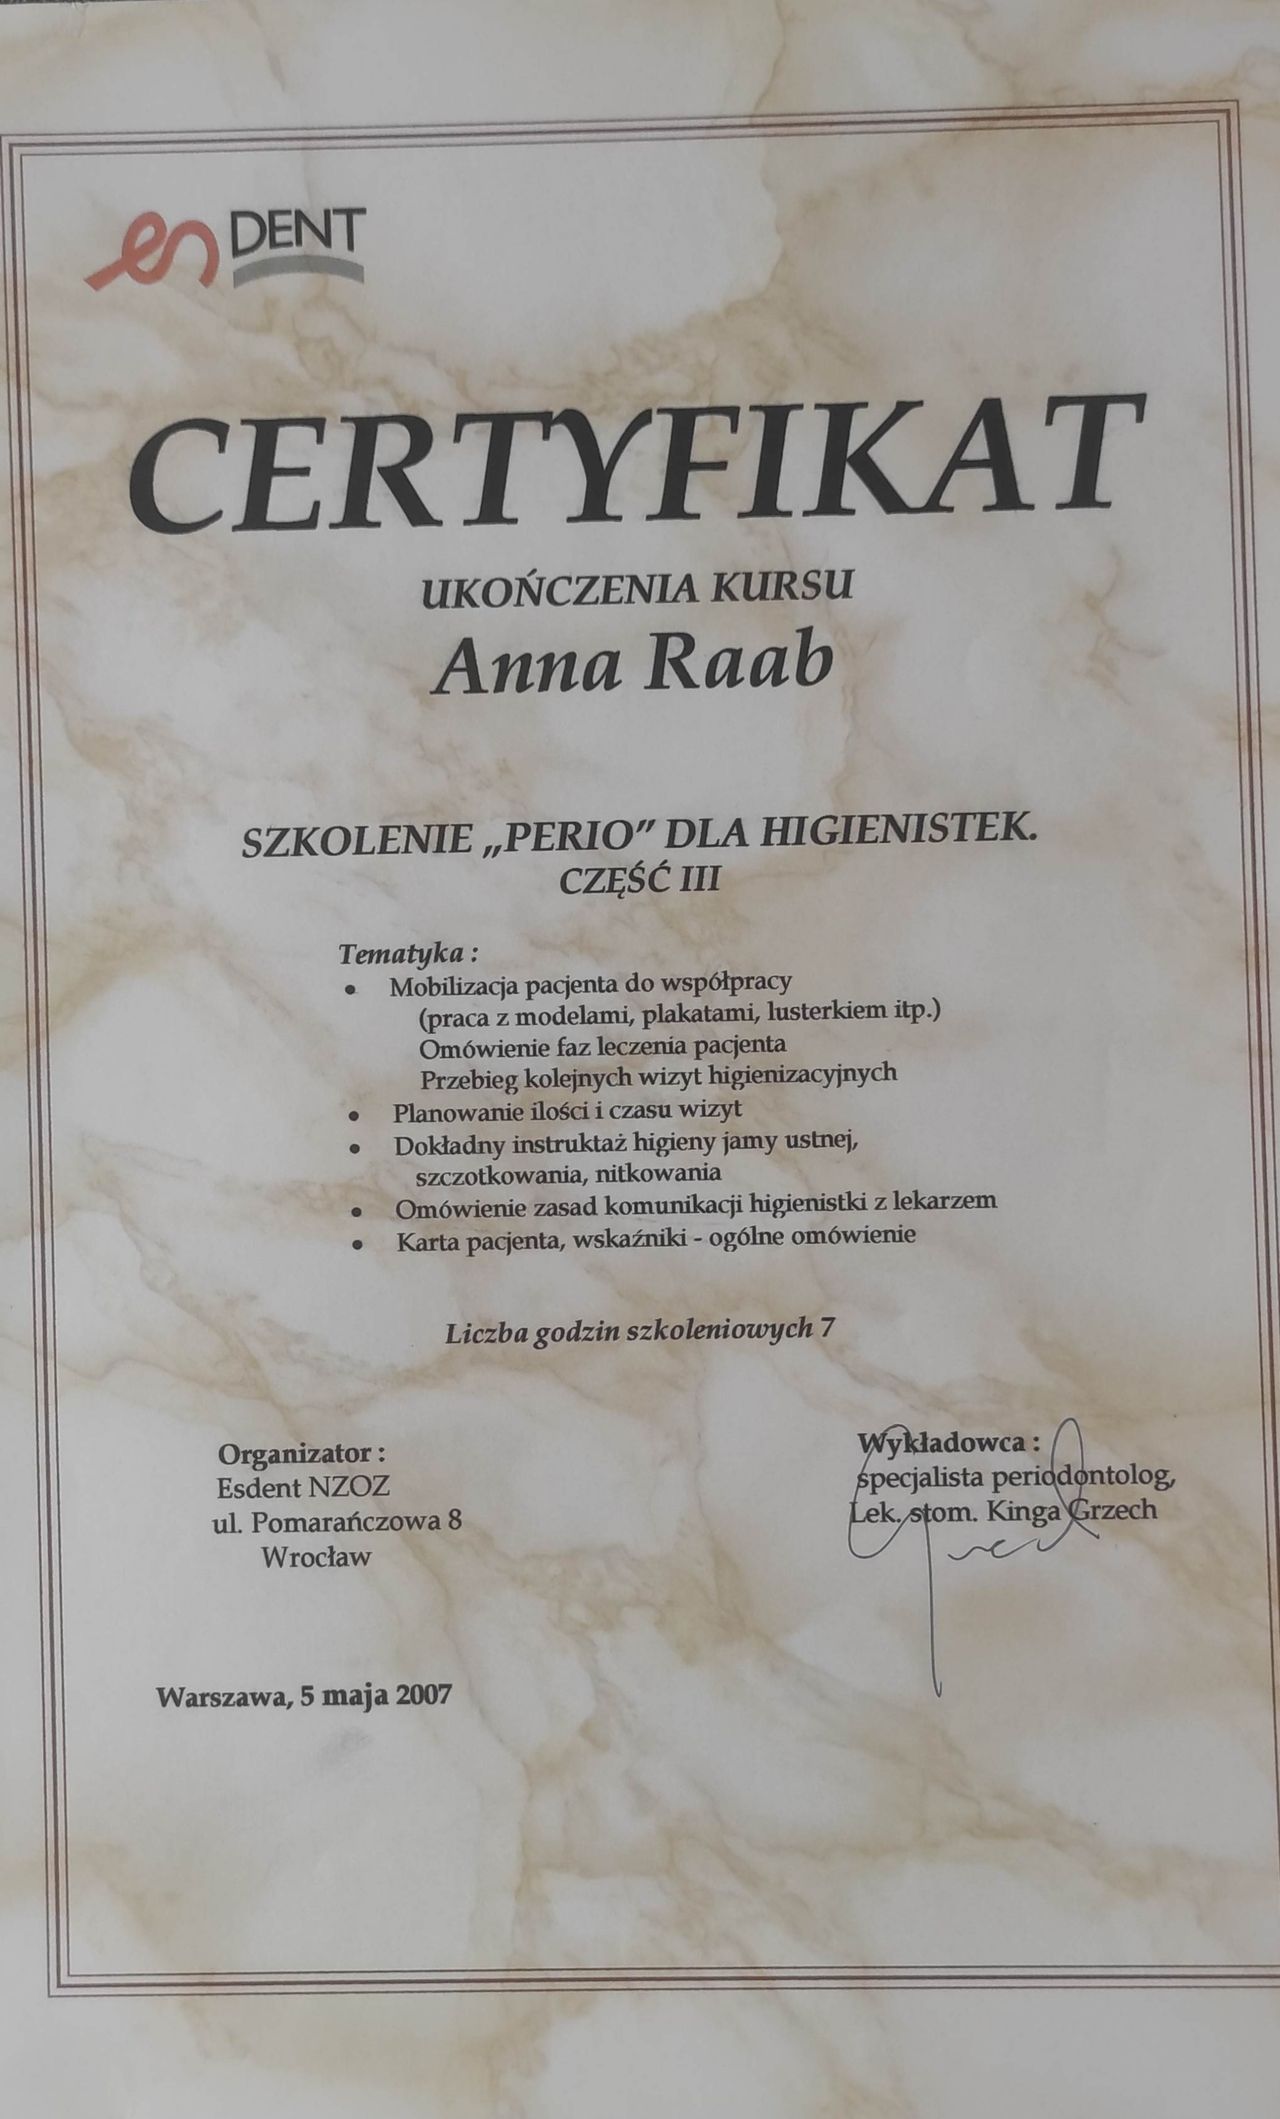 es DENT
CERTYFIKAT
UKOŃCZENIA KURSU
Anna Raab
SZKOLENIE „PERIO” DLA HIGIENISTEK.
CZĘŚĆ III
Tematyka :
• Mobilizacja pacjenta do współpracy
(praca z modelami, plakatami, lusterkiem itp.)
Omówienie faz leczenia pacjenta
Przebieg kolejnych wizyt higienizacyjnych
• Planowanie ilości i czasu wizyt
• Dokładny instruktaż higieny jamy ustnej,
szczotkowania, nitkowania
• Omówienie zasad komunikacji higienistki z lekarzem
• Karta pacjenta, wskaźniki - ogólne omówienie
Liczba godzin szkoleniowych 7
Organizator :
Esdent NZOZ
ul. Pomarańczowa 8
Wrocław
Wykładowca :
specjalista periodontolog,
Lek. stom. Kinga Grzech
Warszawa, 5 maja 2007